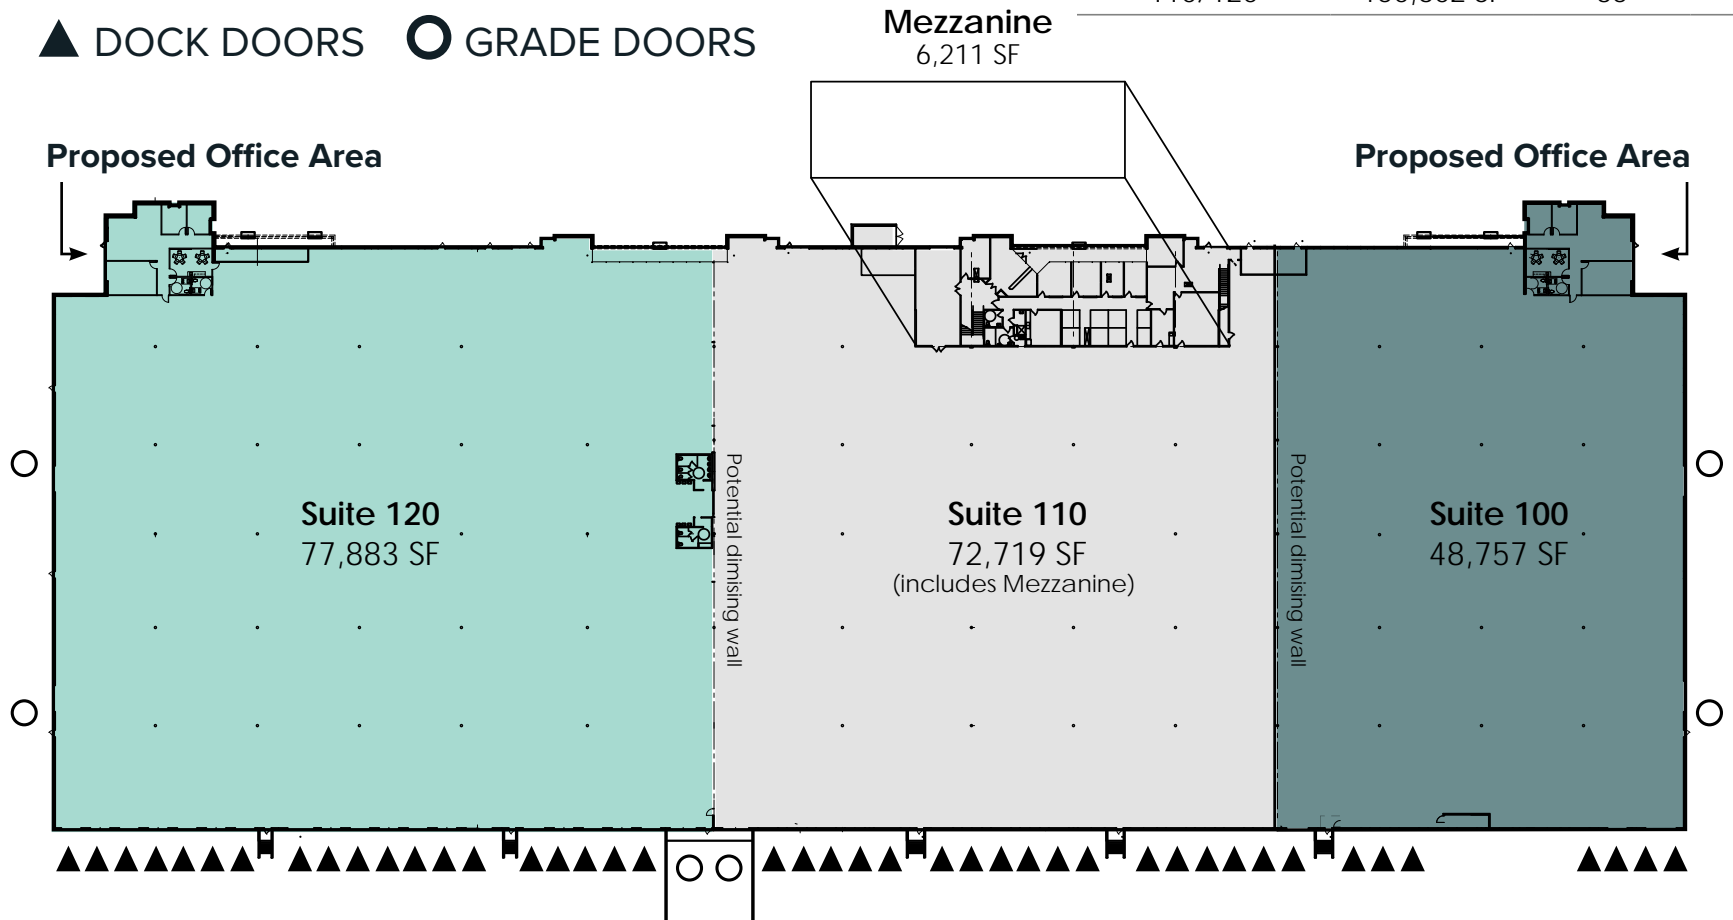 DOCK DOORS
GRADE DOORS
Mezzanine
6,211 SF
Proposed Office Area
Proposed Office Area
Suite 120
77,883 SF
Potential dimising wall
Suite 110
72,719 SF
(includes Mezzanine)
Potential dimising wall
Suite 100
48,757 SF